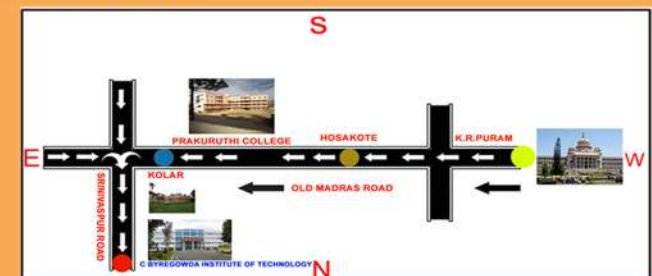 S
PRAKURUTHI COLLEGE
HOSAKOTE
K.R.PURAM
E
W
KOLAR
OLD MADRAS ROAD
SRINIVASPUR ROAD
C BYREGOWDA INSTITUTE OF TECHNOLOGY
N